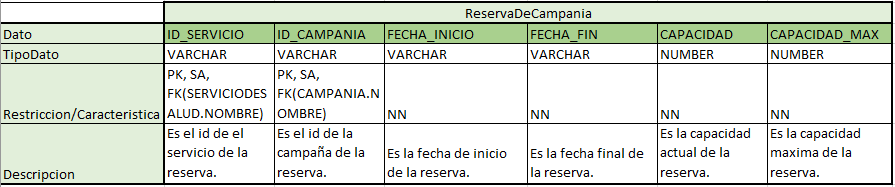 ReservaDeCampania
Dato ID_SERVICIO ID_CAMPANIA FECHA_INICIO FECHA_FIN CAPACIDAD CAPACIDAD_MAX
TipoDato VARCHAR VARCHAR VARCHAR VARCHAR NUMBER NUMBER
Restriccion/Caracteristica
PK, SA,
FK(SERVICIODES
ALUD.NOMBRE)
PK, SA,
FK(CAMPANIA.N
OMBRE)
NN
NN
NN
NN
Descripcion
Es el id de el
servicio de la
reserva.
Es el id de la
campaña de la
reserva.
Es la fecha de inicio
de la reserva.
Es la fecha final de
la reserva.
Es la capacidad
actual de la
reserva.
Es la capacidad
maxima de la
reserva.